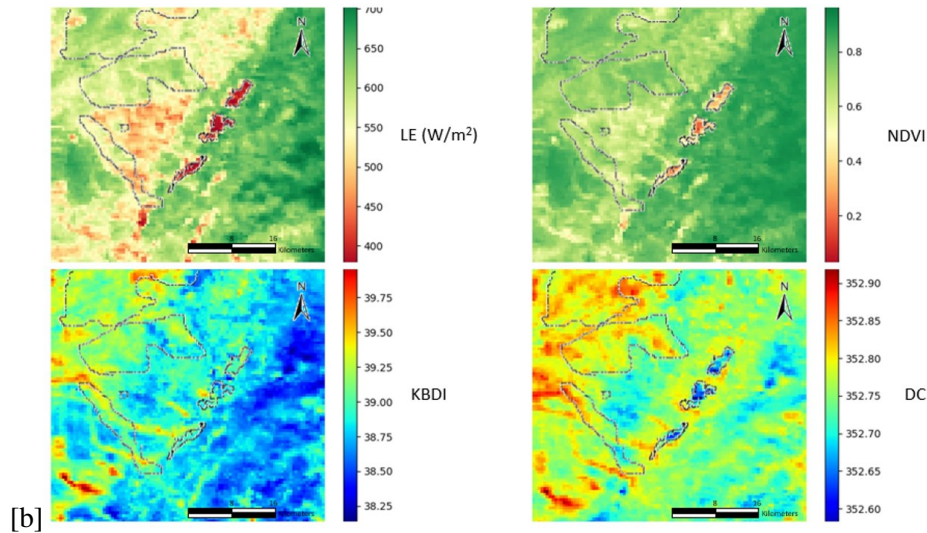 N
700
650
600
550
500
450
400
LE (W/m²)
8 16
Kilometers
N
0.8
0.6
0.4
0.2
NDVI
8 16
Kilometers
N
39.75
39.50
39.25
39.00
38.75
38.50
38.25
KBDI
8 16
Kilometers
N
352.90
352.85
352.80
352.75
352.70
352.65
352.60
DC
8 16
Kilometers
[b]